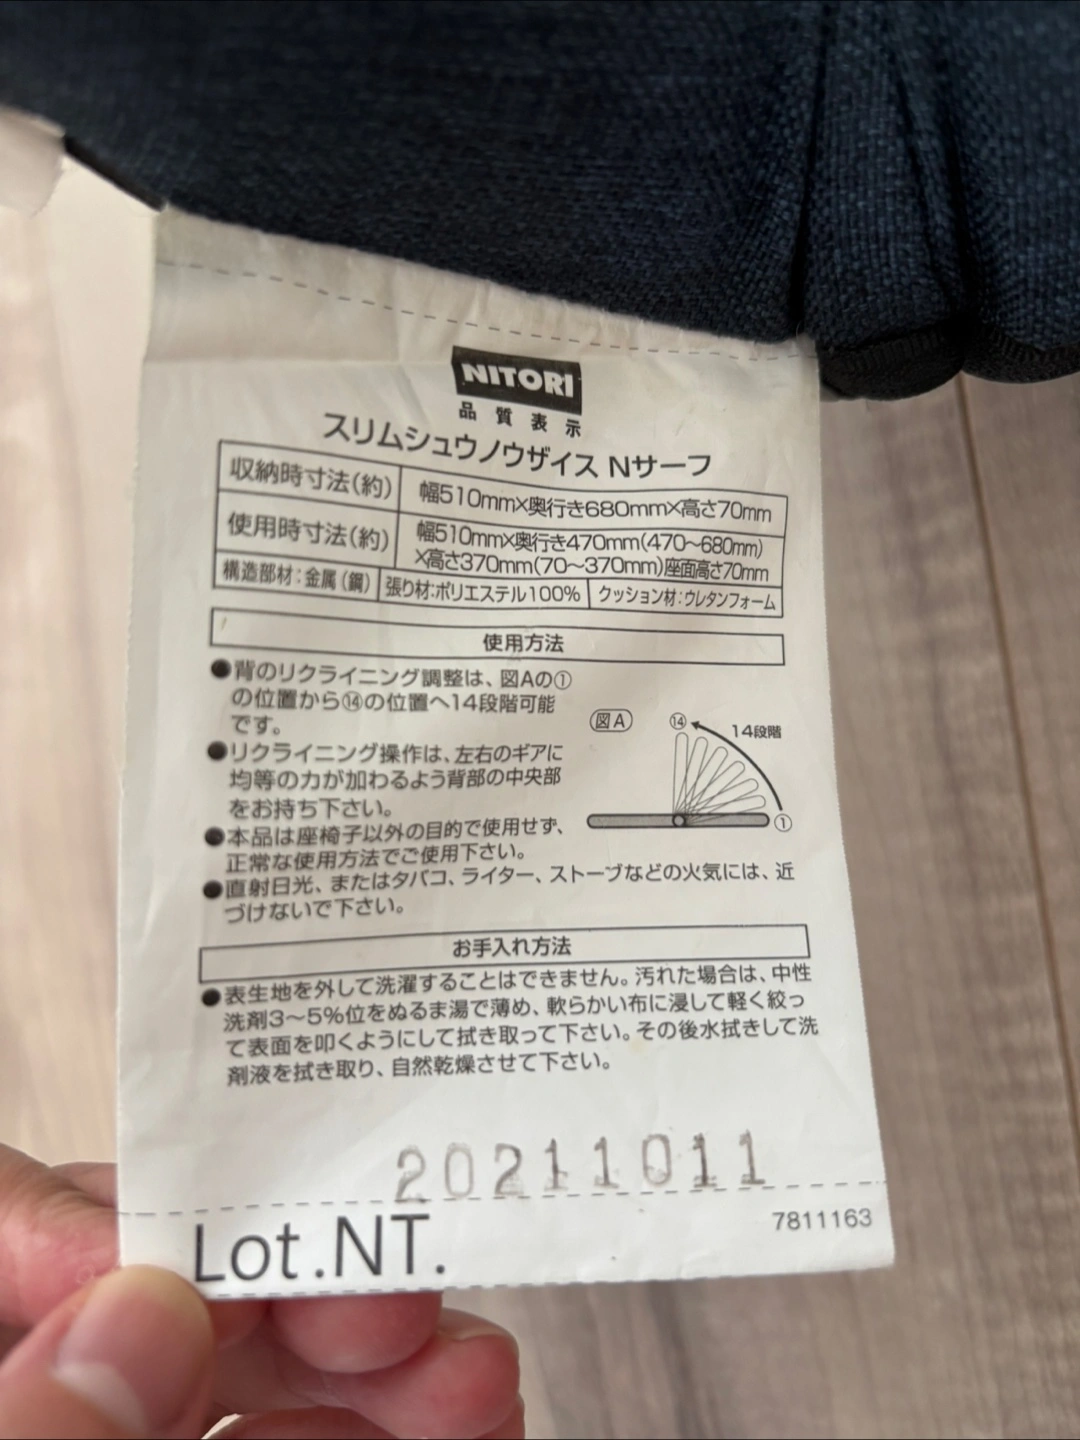 NITORI
品質表示
スリムシュウノウザイス Nサーフ
収納時寸法(約) 幅510mm×奥行き680mm×高さ70mm
使用時寸法(約) 幅510mm×奥行き470mm(470〜680mm)
×高さ370mm(70〜370mm)座面高さ70mm
構造部材:金属(鋼) 張り材:ポリエステル100% クッション材:ウレタンフォーム
使用方法
●背のリクライニング調整は、図Aの①
の位置から⑭の位置へ14段階可能
です。
●リクライニング操作は、左右のギアに
均等の力が加わるよう背部の中央部
をお持ち下さい。
●本品は座椅子以外の目的で使用せず、
正常な使用方法でご使用下さい。
●直射日光、またはタバコ、ライター、ストーブなどの火気には、近
づけないで下さい。
図A
⑭
14段階
①
お手入れ方法
●表生地を外して洗濯することはできません。汚れた場合は、中性
洗剤3〜5%位をぬるま湯で薄め、軟らかい布に浸して軽く絞っ
て表面を叩くようにして拭き取って下さい。その後水拭きして洗
剤液を拭き取り、自然乾燥させて下さい。
20211011
Lot.NT.
7811163